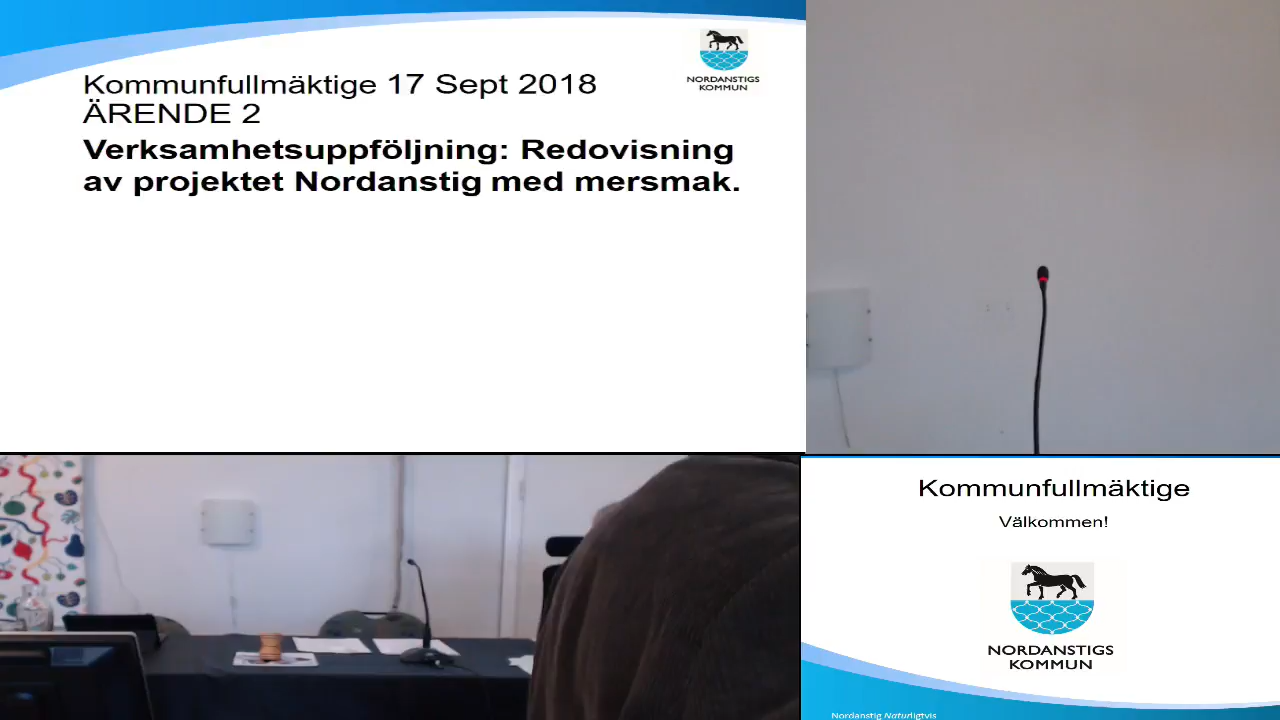 Kommunfullmäktige 17 Sept 2018
ÄRENDE 2
Verksamhetsuppföljning: Redovisning
av projektet Nordanstig med mersmak.
NORDANSTIGS
KOMMUN
Kommunfullmäktige
Välkommen!
NORDANSTIGS
KOMMUN
Nordanstig Naturligtvis